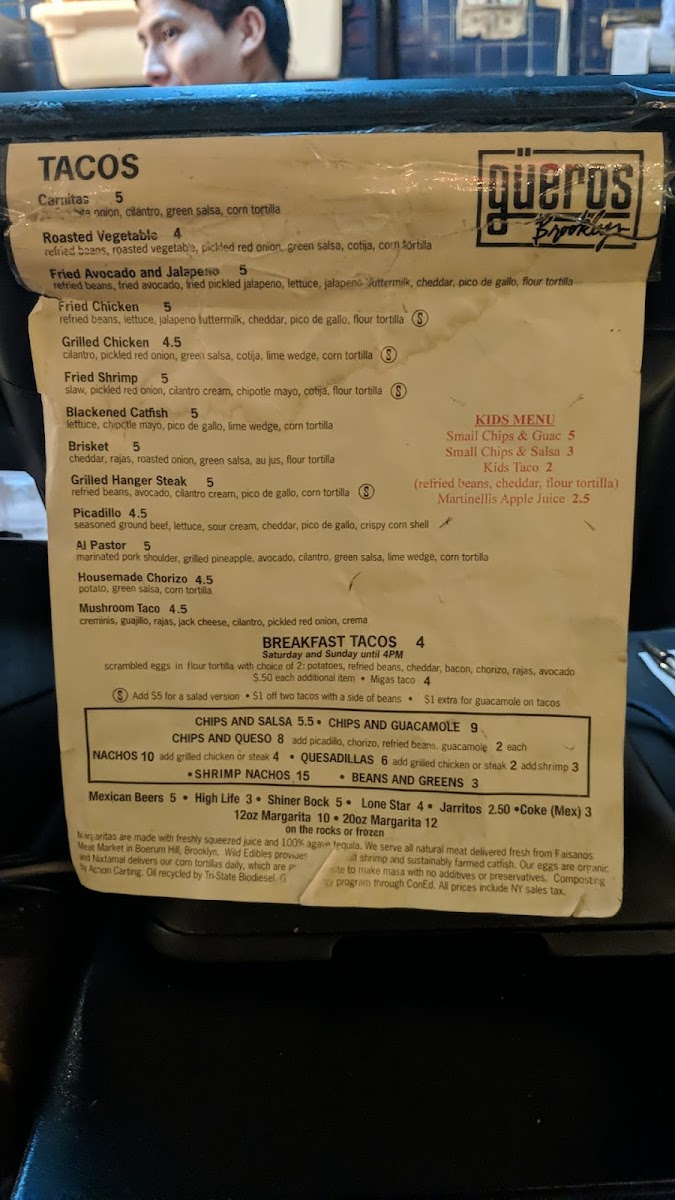 TACOS
güeros
Brooklyn
Carnitas 5
onion, cilantro, green salsa, corn tortilla
Roasted Vegetable 4
refried beans, roasted vegetable, pickled red onion, green salsa, cotija, corn tortilla
Fried Avocado and Jalapeno 5
refried beans, fried avocado, fried pickled jalapeno, lettuce, jalapeno buttermilk, cheddar, pico de gallo, flour tortilla
Fried Chicken 5
refried beans, lettuce, jalapeno buttermilk, cheddar, pico de gallo, flour tortilla Ⓢ
Grilled Chicken 4.5
cilantro, pickled red onion, green salsa, cotija, lime wedge, corn tortilla Ⓢ
Fried Shrimp 5
slaw, pickled red onion, cilantro cream, chipotle mayo, cotija, flour tortilla Ⓢ
Blackened Catfish 5
lettuce, chipotle mayo, pico de gallo, lime wedge, corn tortilla
Brisket 5
cheddar, rajas, roasted onion, green salsa, au jus, flour tortilla
Grilled Hanger Steak 5
refried beans, avocado, cilantro cream, pico de gallo, corn tortilla Ⓢ
Picadillo 4.5
seasoned ground beef, lettuce, sour cream, cheddar, pico de gallo, crispy corn shell
Al Pastor 5
marinated pork shoulder, grilled pineapple, avocado, cilantro, green salsa, lime wedge, corn tortilla
Housemade Chorizo 4.5
potato, green salsa, corn tortilla
Mushroom Taco 4.5
creminis, guajillo, rajas, jack cheese, cilantro, pickled red onion, crema
KIDS MENU
Small Chips & Guac 5
Small Chips & Salsa 3
Kids Taco 2
(refried beans, cheddar, flour tortilla)
Martinellis Apple Juice 2.5
BREAKFAST TACOS 4
Saturday and Sunday until 4PM
scrambled eggs in flour tortilla with choice of 2: potatoes, refried beans, cheddar, bacon, chorizo, rajas, avocado
$.50 each additional item • Migas taco 4
Ⓢ Add $5 for a salad version • $1 off two tacos with a side of beans • $1 extra for guacamole on tacos
CHIPS AND SALSA 5.5 • CHIPS AND GUACAMOLE 9
CHIPS AND QUESO 8 add picadillo, chorizo, refried beans, guacamole 2 each
NACHOS 10 add grilled chicken or steak 4 • QUESADILLAS 6 add grilled chicken or steak 2 add shrimp 3
• SHRIMP NACHOS 15 • BEANS AND GREENS 3
Mexican Beers 5 • High Life 3 • Shiner Bock 5 • Lone Star 4 • Jarritos 2.50 • Coke (Mex) 3
12oz Margarita 10 • 20oz Margarita 12
on the rocks or frozen
Margaritas are made with freshly squeezed juice and 100% agave tequila. We serve all natural meat delivered fresh from Faisanos
Meat Market in Boerum Hill, Brooklyn. Wild Edibles provides shrimp and sustainably farmed catfish. Our eggs are organic
and Nixtamal delivers our corn tortillas daily, which are to make masa with no additives or preservatives. Composting
by Action Carting. Oil recycled by Tri-State Biodiesel. program through ConEd. All prices include NY sales tax.